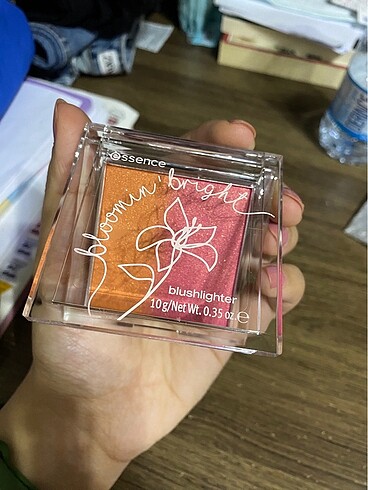 essence
bloomin' bright
blushlighter
10 g/Net Wt. 0.35 oz. e